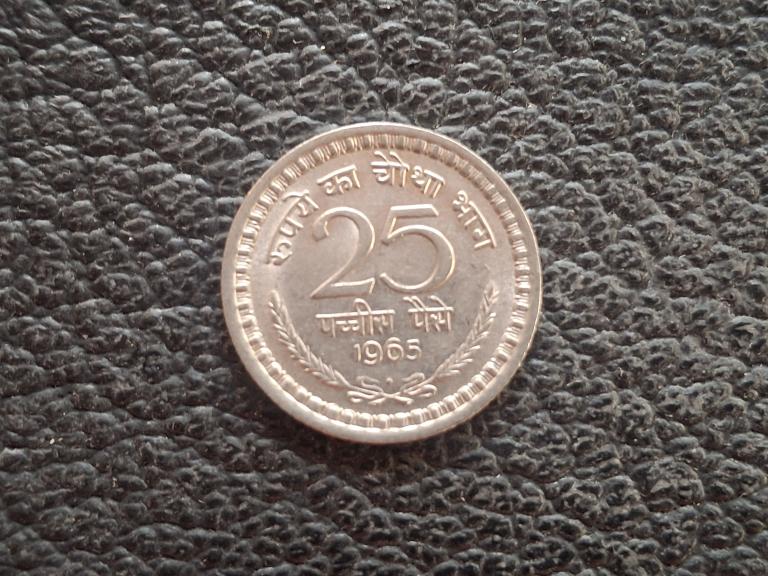 रुपये का चौथा भाग
25
पच्चीस पैसे
1965